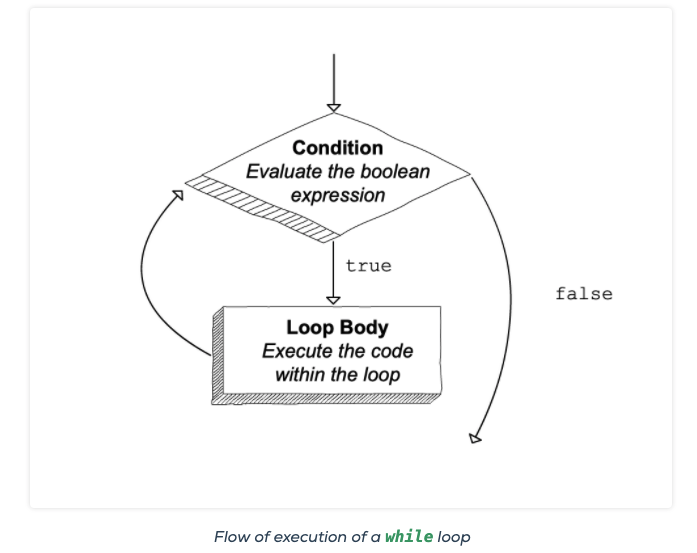 Condition
Evaluate the boolean
expression
true
false
Loop Body
Execute the code
within the loop
Flow of execution of a while loop